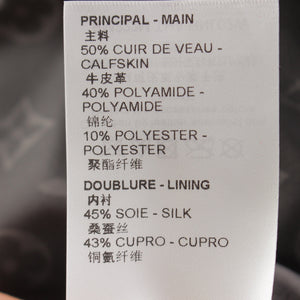 PRINCIPAL - MAIN
主料
50% CUIR DE VEAU -
CALFSKIN
牛皮革
40% POLYAMIDE -
POLYAMIDE
锦纶
10% POLYESTER -
POLYESTER
聚酯纤维
DOUBLURE - LINING
内衬
45% SOIE - SILK
桑蚕丝
43% CUPRO - CUPRO
铜氨纤维